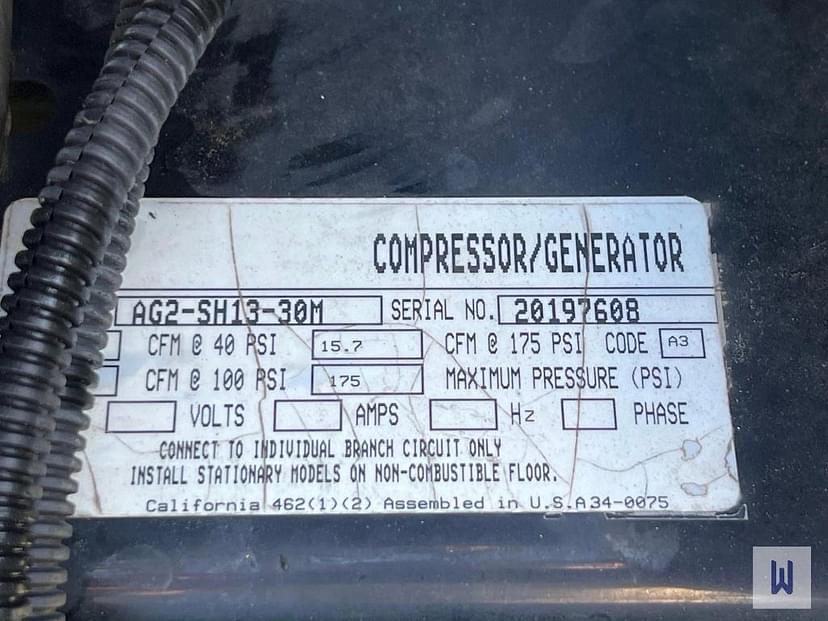 COMPRESSOR/GENERATOR
AG2-SH13-30M SERIAL NO. 20197608
CFM @ 40 PSI 15.7 CFM @ 175 PSI CODE A3
CFM @ 100 PSI 175 MAXIMUM PRESSURE (PSI)
VOLTS AMPS Hz PHASE
CONNECT TO INDIVIDUAL BRANCH CIRCUIT ONLY
INSTALL STATIONARY MODELS ON NON-COMBUSTIBLE FLOOR.
California 462(1)(2) Assembled in U.S.A 34-0075
W